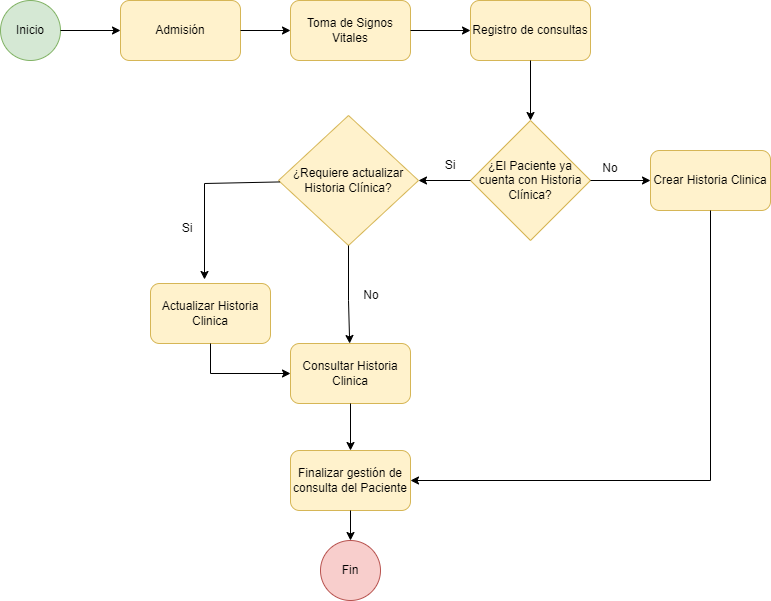 Inicio
Admisión
Toma de Signos
Vitales
Registro de consultas
¿El Paciente ya
cuenta con Historia
Clínica?
Si
No
Crear Historia Clinica
¿Requiere actualizar
Historia Clínica?
Si
No
Actualizar Historia
Clinica
Consultar Historia
Clinica
Finalizar gestión de
consulta del Paciente
Fin